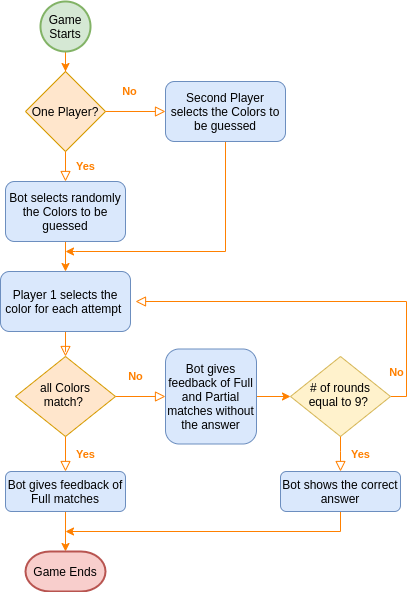 Game
Starts
One Player?
No
Second Player
selects the Colors to
be guessed
Yes
Bot selects randomly
the Colors to be
guessed
Player 1 selects the
color for each attempt
all Colors
match?
No
Bot gives
feedback of Full
and Partial
matches without
the answer
# of rounds
equal to 9?
No
Yes
Yes
Bot gives feedback of
Full matches
Bot shows the correct
answer
Game Ends